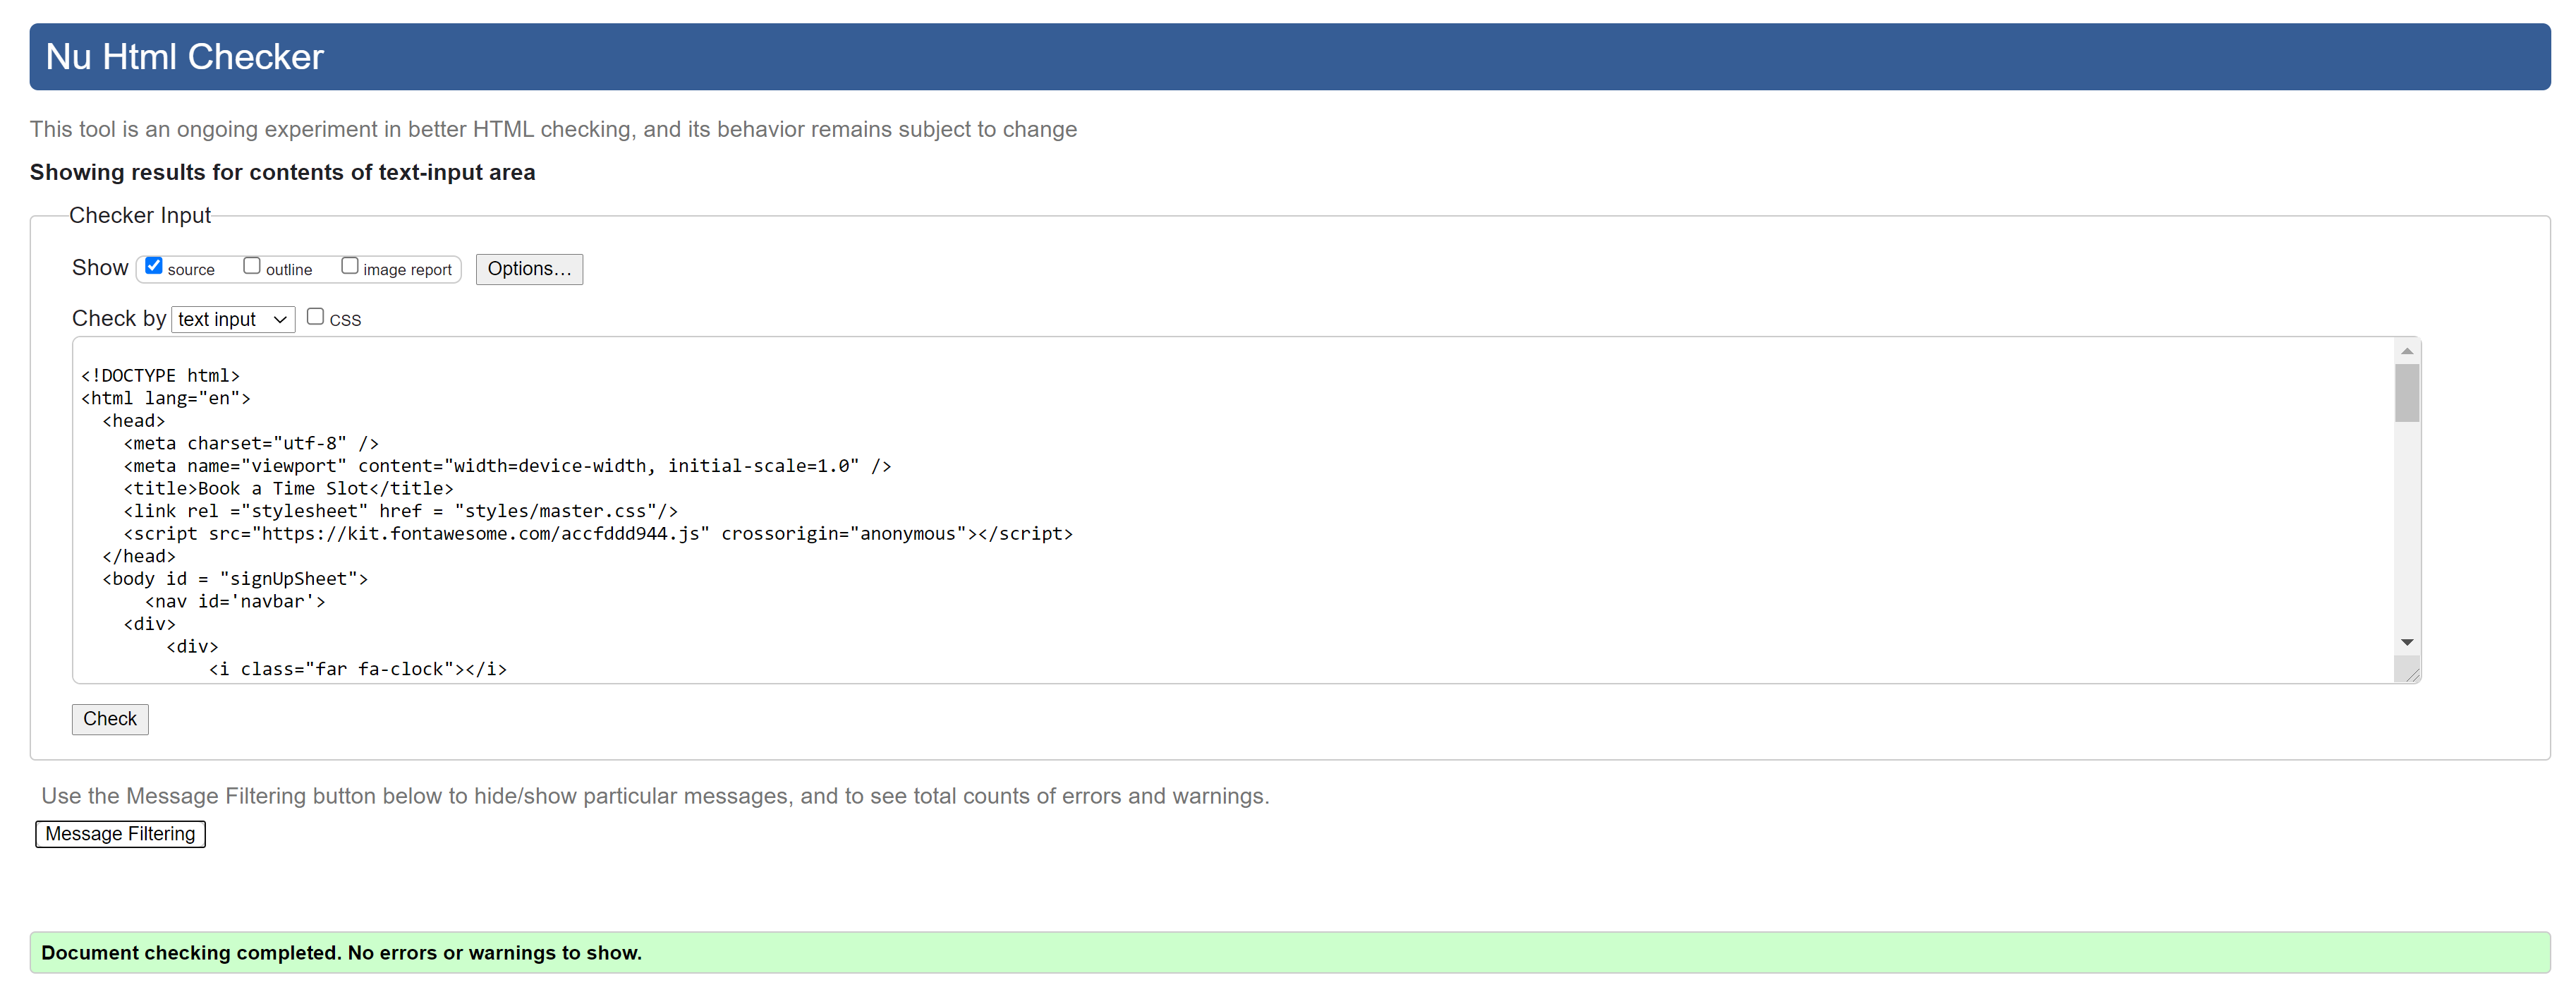 Nu Html Checker
This tool is an ongoing experiment in better HTML checking, and its behavior remains subject to change
Showing results for contents of text-input area
Checker Input
Show source outline image report Options...
Check by text input CSS
<!DOCTYPE html>
<html lang="en">
  <head>
    <meta charset="utf-8" />
    <meta name="viewport" content="width=device-width, initial-scale=1.0" />
    <title>Book a Time Slot</title>
    <link rel ="stylesheet" href = "styles/master.css"/>
    <script src="https://kit.fontawesome.com/accfddd944.js" crossorigin="anonymous"></script>
  </head>
  <body id = "signUpSheet">
      <nav id='navbar'>
    <div>
        <div>
            <i class="far fa-clock"></i>
Check
Use the Message Filtering button below to hide/show particular messages, and to see total counts of errors and warnings.
Message Filtering
Document checking completed. No errors or warnings to show.